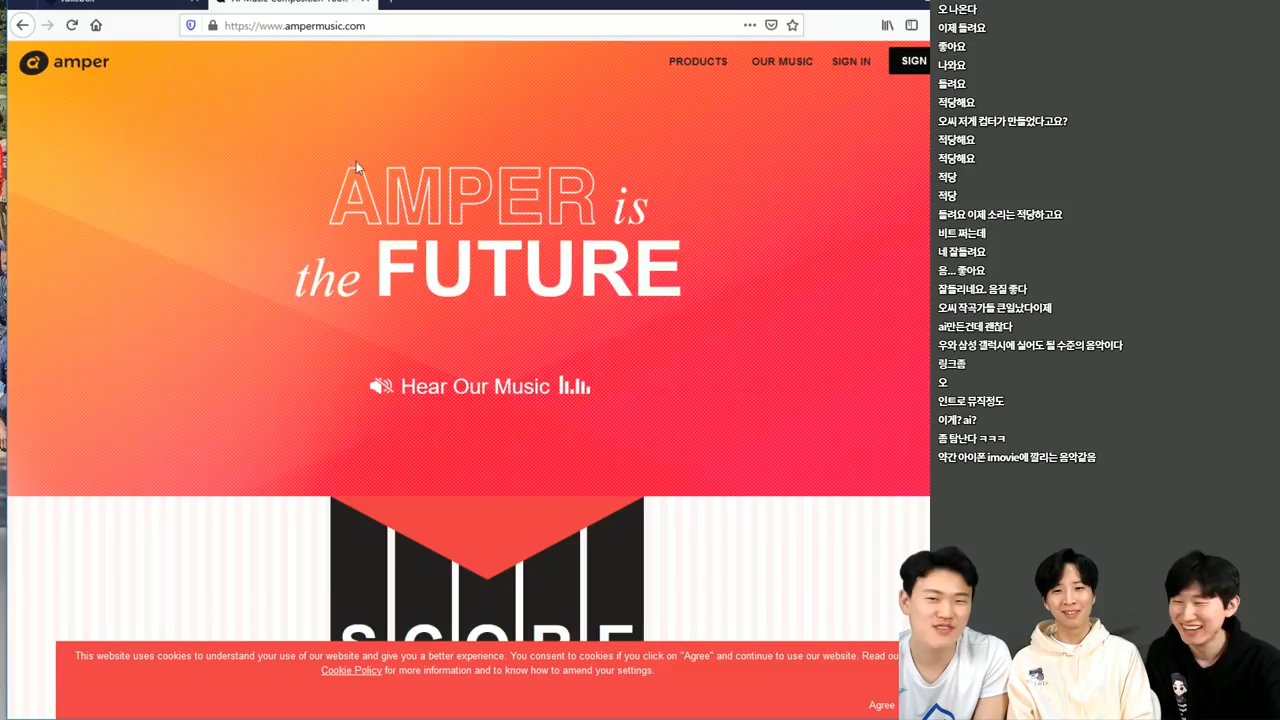 https://www.ampermusic.com
amper
PRODUCTS
OUR MUSIC
SIGN IN
SIGN
AMPER is
the FUTURE
Hear Our Music
SCORE
This website uses cookies to understand your use of our website and give you a better experience. You consent to cookies if you click on "Agree" and continue to use our website. Read ou
Cookie Policy for more information and to know how to amend your settings.
Agree
오 나온다
이제 들려요
좋아요
나와요
들려요
적당해요
오씨 저게 컴터가 만들었다고요?
적당해요
적당해요
적당
적당
들려요 이제 소리는 적당하고요
비트 쩌는데
네 잘들려요
음... 좋아요
잘들리네요. 음질 좋다
오씨 작곡가들 큰일났다이제
ai만든건데 괜찮다
우와 삼성 갤럭시에 실어도 될 수준의 음악이다
링크좀
오
인트로 뮤직정도
이게? ai?
좀 탐난다 ㅋㅋㅋ
약간 아이폰 imovie에 깔리는 음악같음